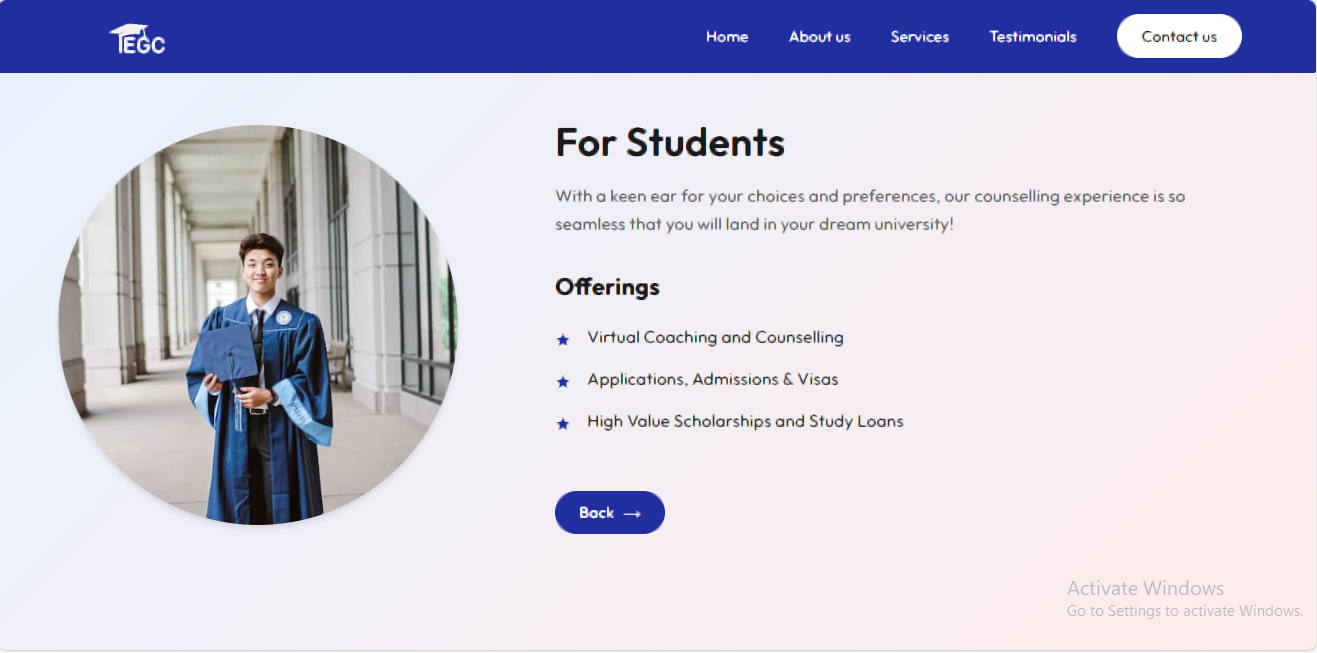 EGC
Home
About us
Services
Testimonials
Contact us
For Students
With a keen ear for your choices and preferences, our counselling experience is so
seamless that you will land in your dream university!
Offerings
Virtual Coaching and Counselling
Applications, Admissions & Visas
High Value Scholarships and Study Loans
Back →
Activate Windows
Go to Settings to activate Windows.